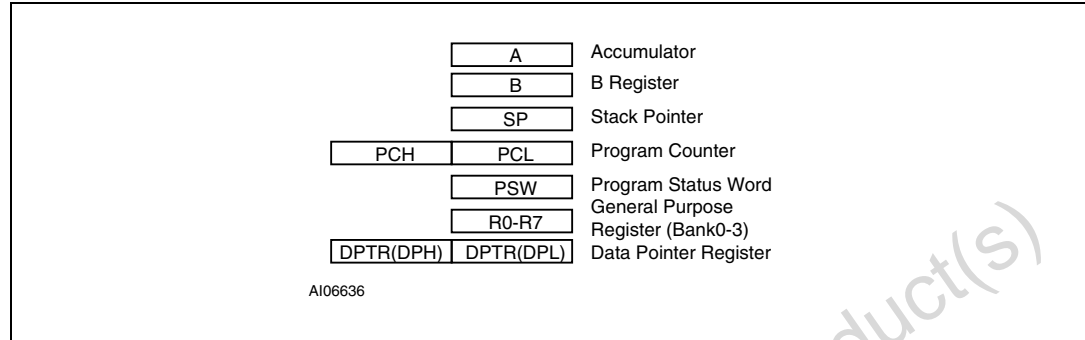 A Accumulator
B B Register
SP Stack Pointer
PCH PCL Program Counter
PSW Program Status Word
R0-R7 General Purpose
Register (Bank0-3)
DPTR(DPH) DPTR(DPL) Data Pointer Register
AI06636
duct(s)